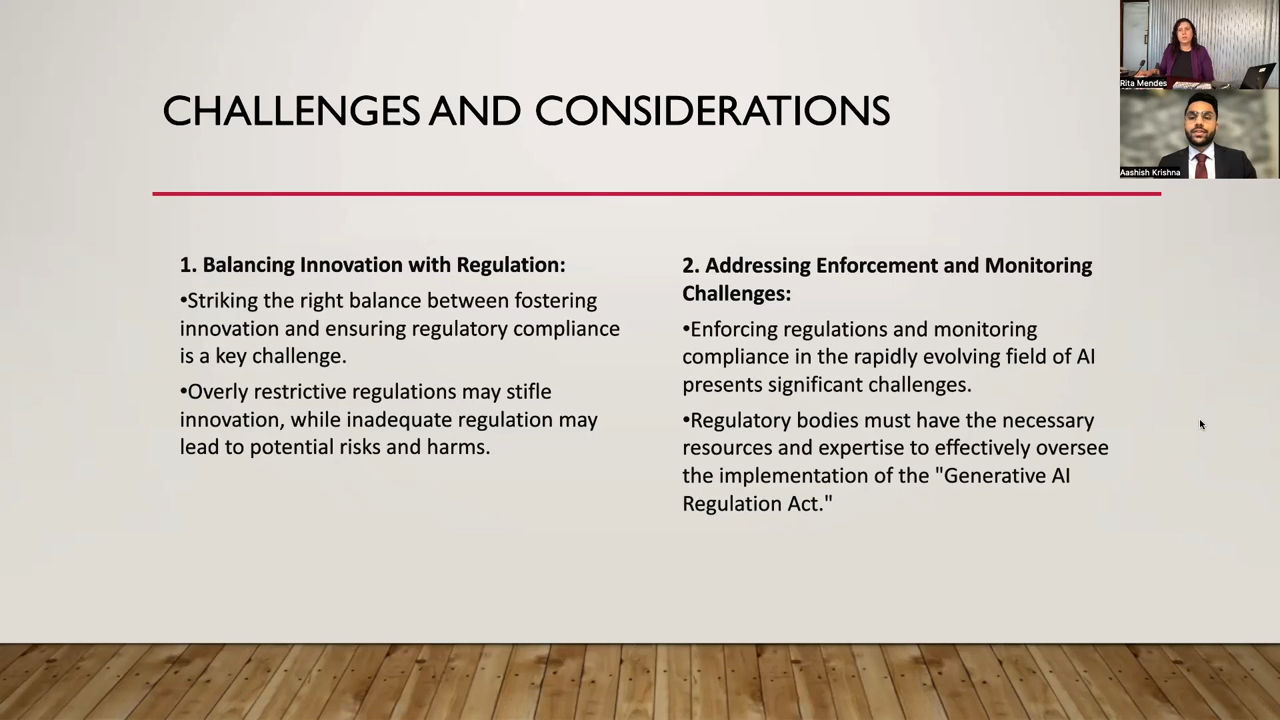 CHALLENGES AND CONSIDERATIONS
Rita Mendes
Aashish Krishna
1. Balancing Innovation with Regulation:
•Striking the right balance between fostering
innovation and ensuring regulatory compliance
is a key challenge.
•Overly restrictive regulations may stifle
innovation, while inadequate regulation may
lead to potential risks and harms.
2. Addressing Enforcement and Monitoring
Challenges:
•Enforcing regulations and monitoring
compliance in the rapidly evolving field of AI
presents significant challenges.
•Regulatory bodies must have the necessary
resources and expertise to effectively oversee
the implementation of the "Generative AI
Regulation Act."